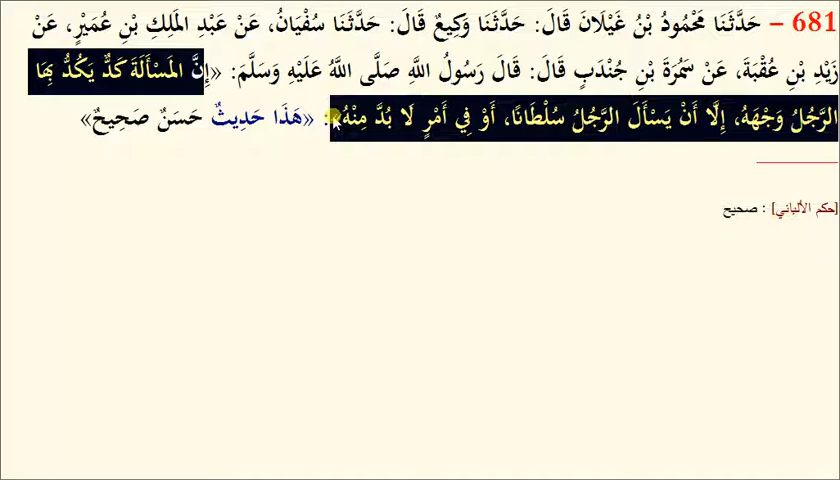 681 – حَدَّثَنَا مَحْمُودُ بْنُ غَيْلَانَ قَالَ: حَدَّثَنَا وَكِيعٌ قَالَ: حَدَّثَنَا سُفْيَانُ، عَنْ عَبْدِ المَلِكِ بْنِ عُمَيْرٍ، عَنْ
زَيْدِ بْنِ عُقْبَةَ، عَنْ سَمُرَةَ بْنِ جُنْدَبٍ قَالَ: قَالَ رَسُولُ اللَّهِ صَلَّى اللَّهُ عَلَيْهِ وَسَلَّمَ: «إِنَّ المَسْأَلَةَ كَدٌّ يَكُدُّ بِهَا
الرَّجُلُ وَجْهَهُ، إِلَّا أَنْ يَسْأَلَ الرَّجُلُ سُلْطَانًا، أَوْ فِي أَمْرٍ لَا بُدَّ مِنْهُ»: «هَذَا حَدِيثٌ حَسَنٌ صَحِيحٌ»
[حكم الألباني] : صحيح